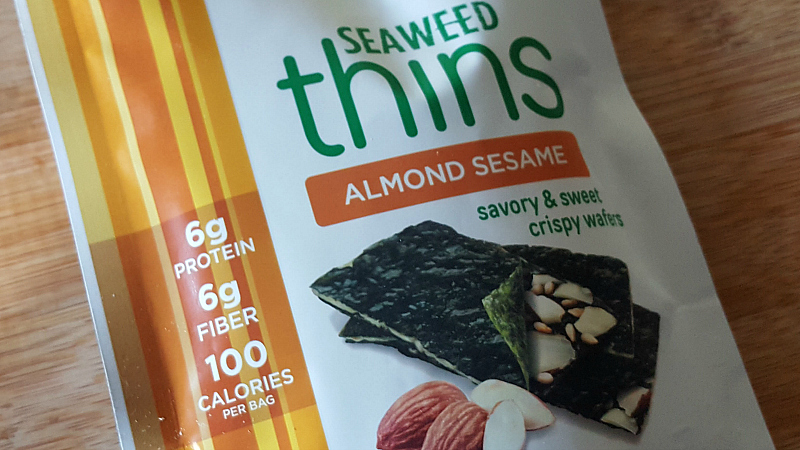 SEAWEED
thins
ALMOND SESAME
savory & sweet
crispy wafers
6g
PROTEIN
6g
FIBER
100
CALORIES
PER BAG